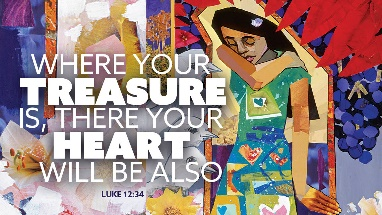 WHERE YOUR
TREASURE
IS, THERE YOUR
HEART
WILL BE ALSO
LUKE 12:34